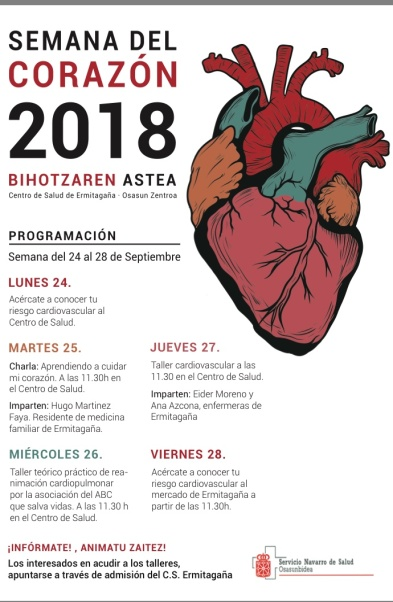 SEMANA DEL
CORAZÓN
2018
BIHOTZAREN ASTEA
Centro de Salud de Ermitagaña · Osasun Zentroa
PROGRAMACIÓN
Semana del 24 al 28 de Septiembre
LUNES 24.
Acércate a conocer tu
riesgo cardiovascular al
Centro de Salud.
MARTES 25.
Charla: Aprendiendo a cuidar
mi corazón. A las 11.30h en
el Centro de Salud.
Imparten: Hugo Martinez
Faya. Residente de medicina
familiar de Ermitagaña.
JUEVES 27.
Taller cardiovascular a las
11.30 en el Centro de Salud.
Imparten: Eider Moreno y
Ana Azcona, enfermeras de
Ermitagaña
MIÉRCOLES 26.
Taller teórico práctico de rea-
nimación cardiopulmonar
por la asociación del ABC
que salva vidas. A las 11.30 h
en el Centro de Salud.
VIERNES 28.
Acércate a conocer tu
riesgo cardiovascular al
mercado de Ermitagaña a
partir de las 11.30h.
¡INFÓRMATE! , ANIMATU ZAITEZ!
Los interesados en acudir a los talleres,
apuntarse a través de admisión del C.S. Ermitagaña
Servicio Navarro de Salud
Osasunbidea